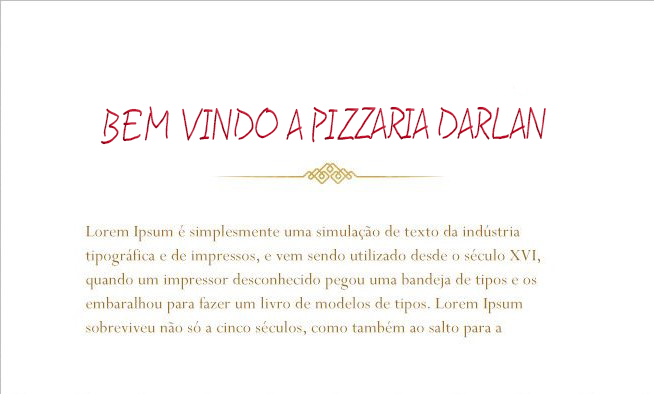 BEM VINDO A PIZZARIA DARLAN
Lorem Ipsum é simplesmente uma simulação de texto da indústria
tipográfica e de impressos, e vem sendo utilizado desde o século XVI,
quando um impressor desconhecido pegou uma bandeja de tipos e os
embaralhou para fazer um livro de modelos de tipos. Lorem Ipsum
sobreviveu não só a cinco séculos, como também ao salto para a